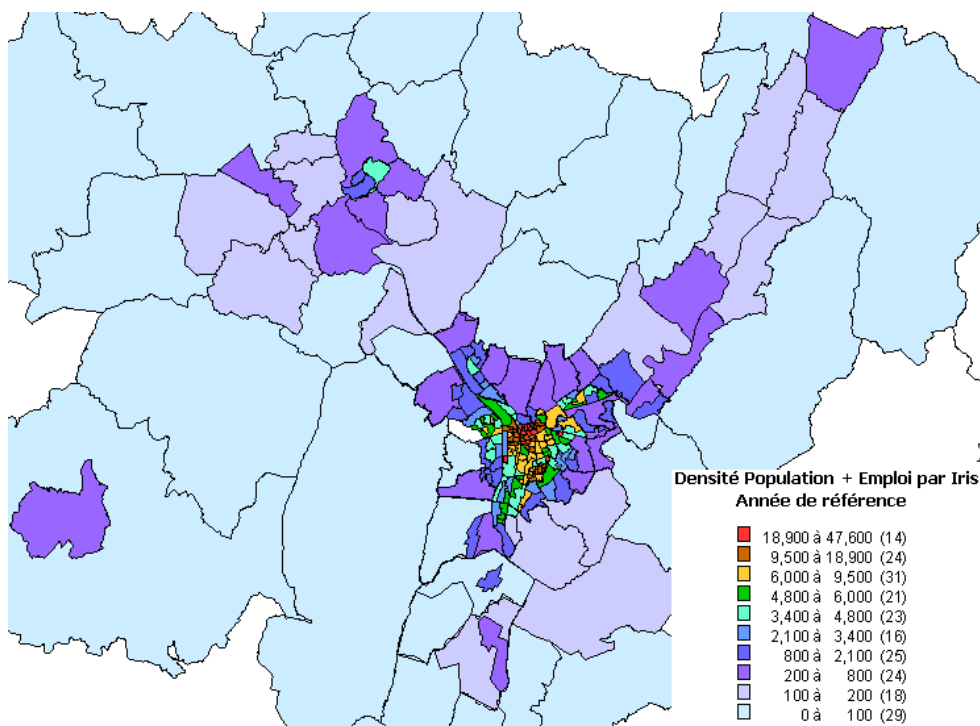 Densité Population + Emploi par Iris
Année de référence
18,900 à 47,600 (14)
9,500 à 18,900 (24)
6,000 à 9,500 (31)
4,800 à 6,000 (21)
3,400 à 4,800 (23)
2,100 à 3,400 (16)
800 à 2,100 (25)
200 à 800 (24)
100 à 200 (18)
0 à 100 (29)